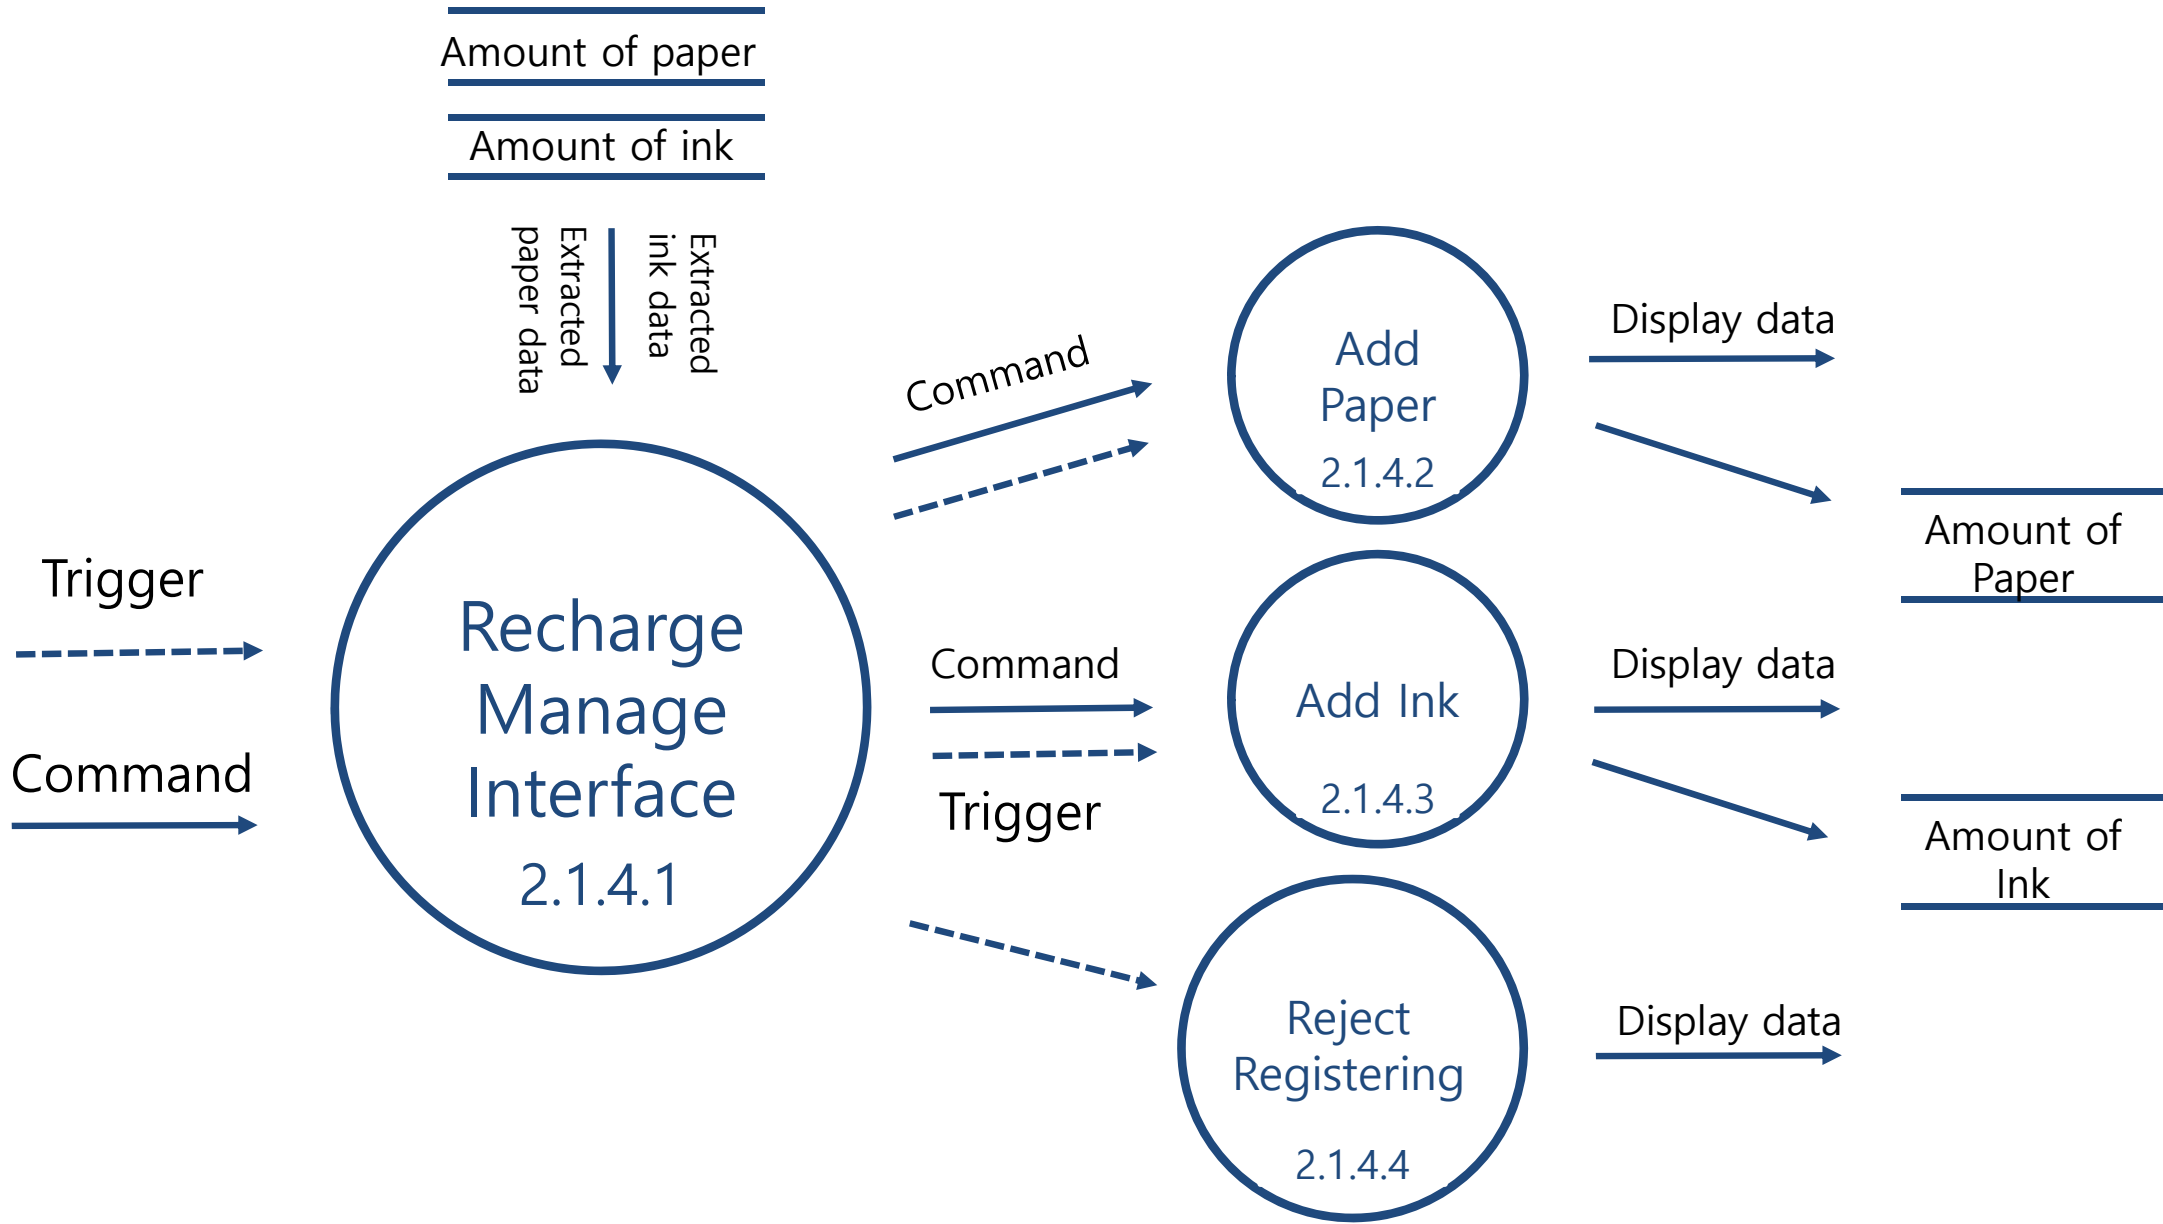 Amount of paper
Amount of ink
Extracted
paper data
Extracted
ink data
Trigger
Command
Recharge
Manage
Interface
2.1.4.1
Command
Command
Trigger
Add
Paper
2.1.4.2
Add Ink
2.1.4.3
Reject
Registering
2.1.4.4
Display data
Amount of
Paper
Display data
Amount of
Ink
Display data